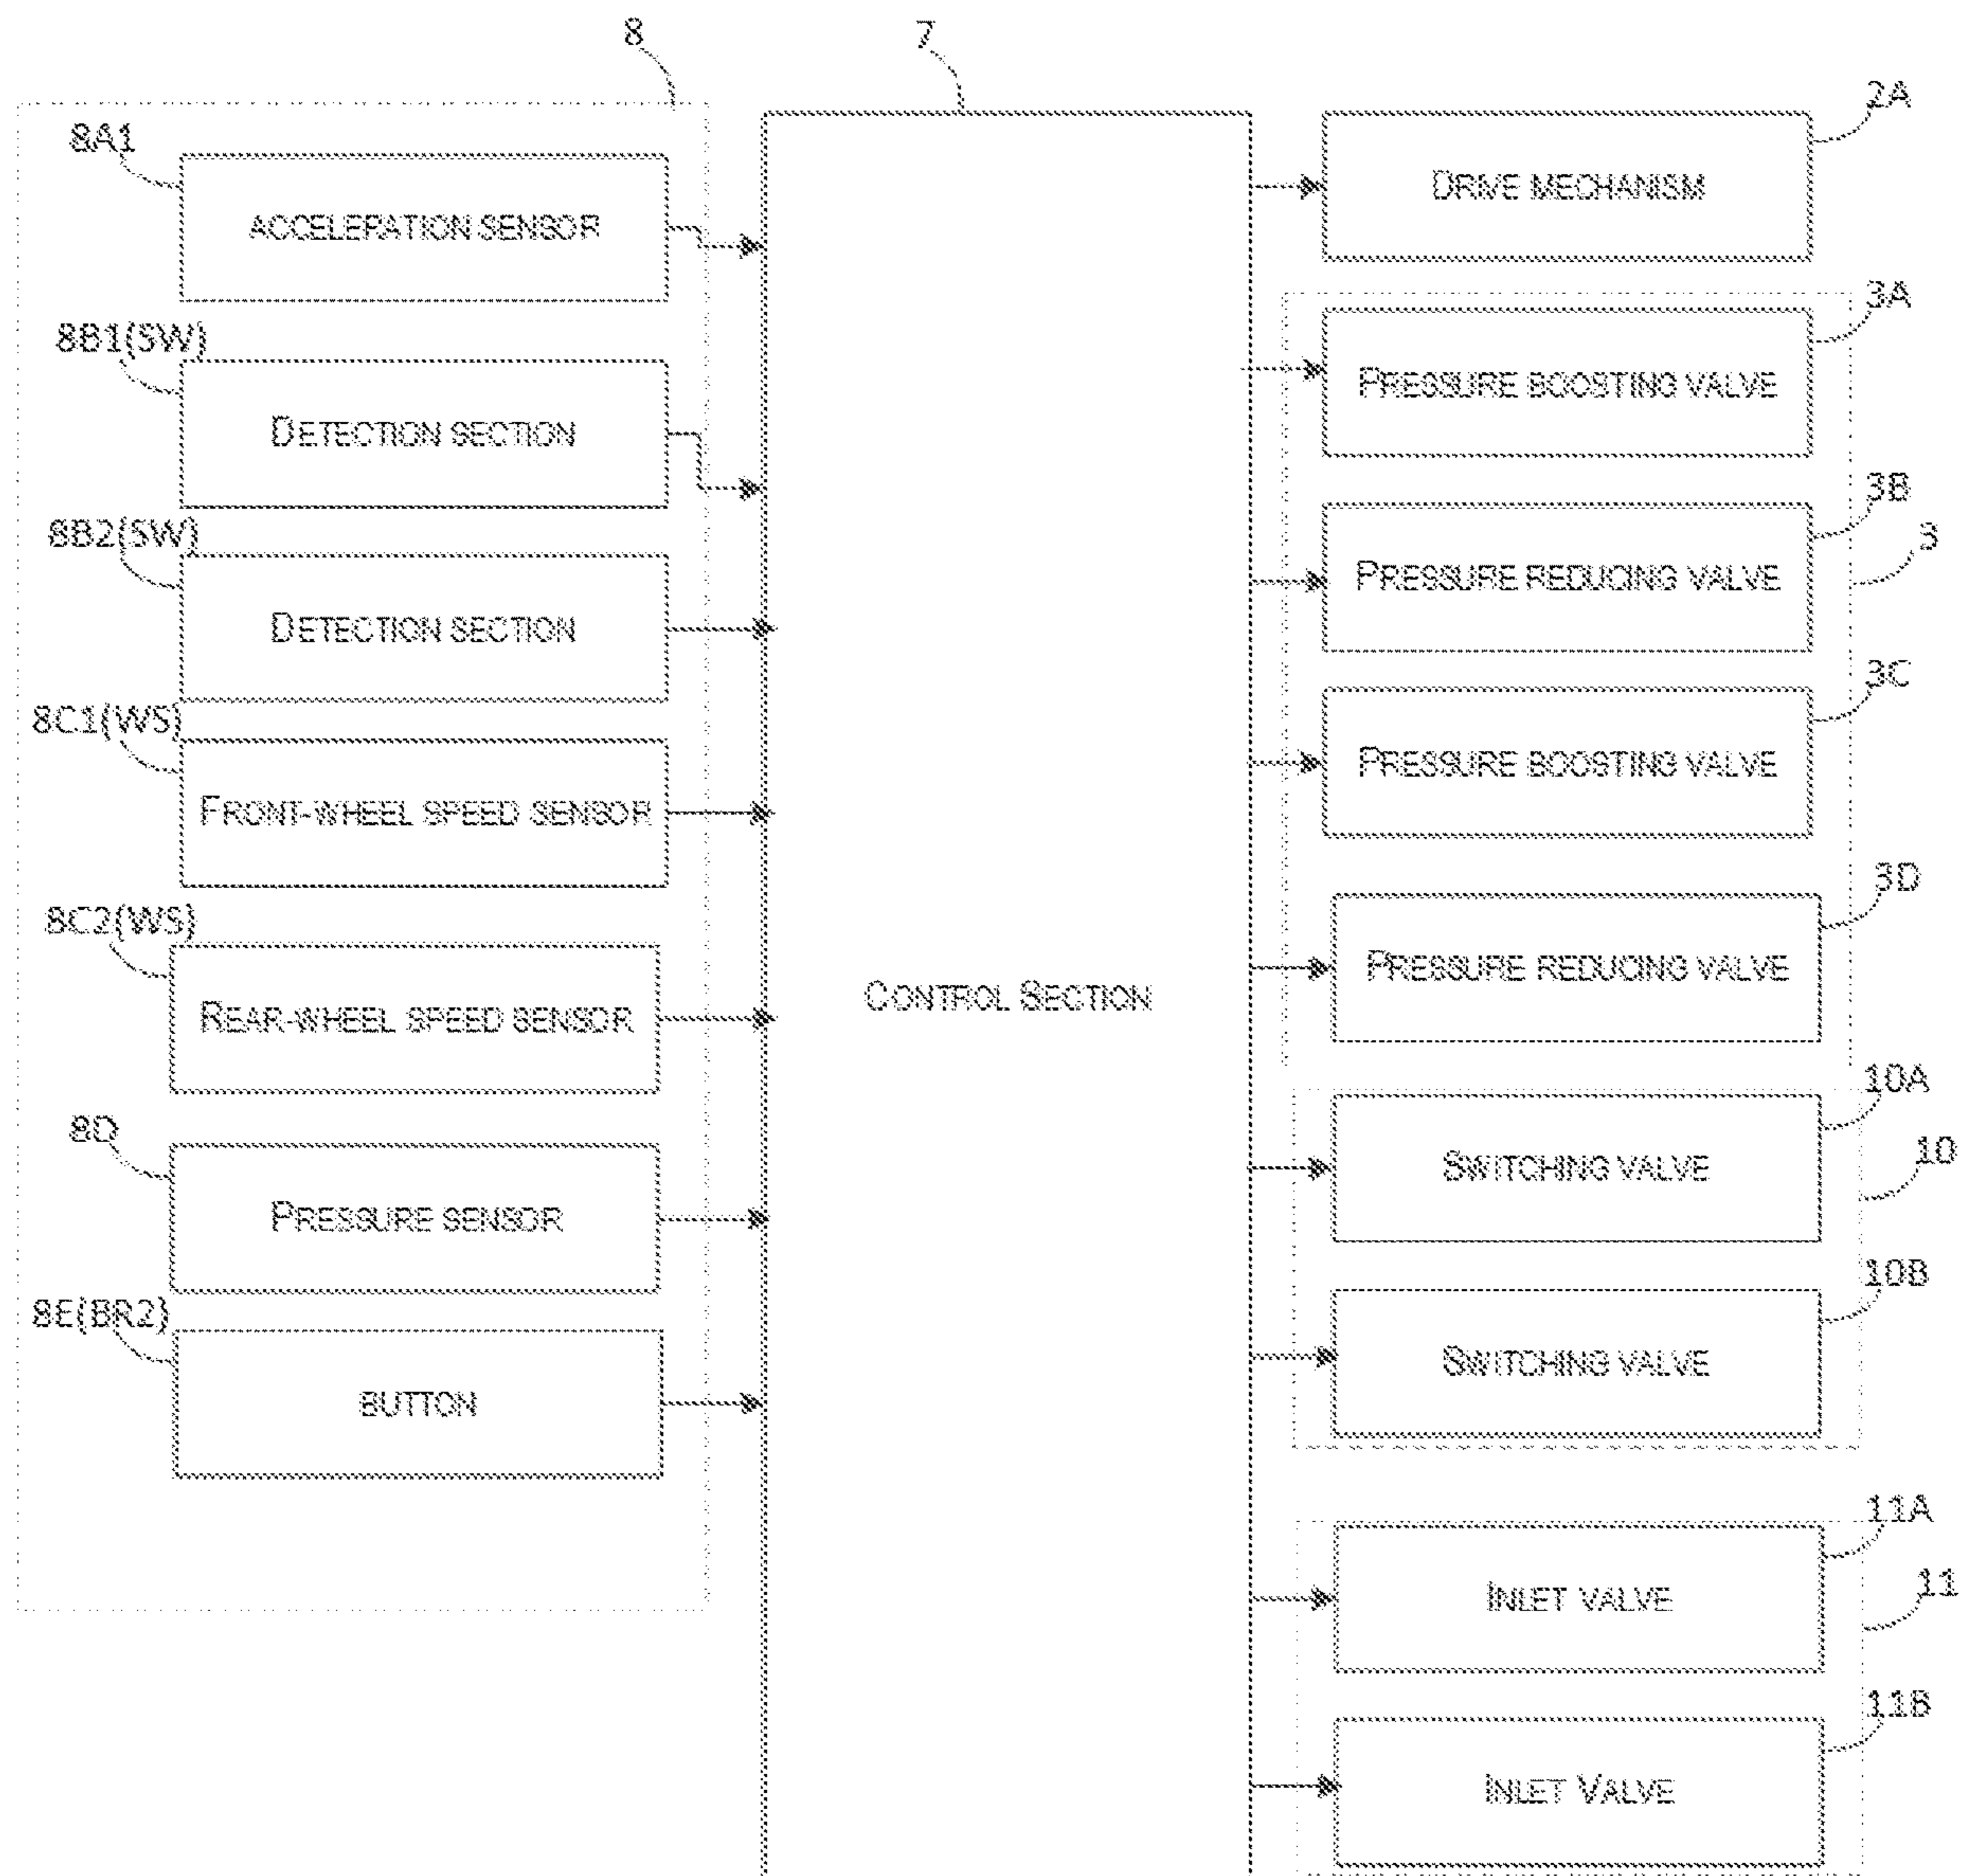 8
7
2A
8A1
ACCELERATION SENSOR
DRIVE MECHANISM
3A
8B1(SW)
DETECTION SECTION
PRESSURE BOOSTING VALVE
3B
3
8B2(SW)
DETECTION SECTION
PRESSURE REDUCING VALVE
3C
8C1(WS)
FRONT-WHEEL SPEED SENSOR
PRESSURE BOOSTING VALVE
3D
8C2(WS)
REAR-WHEEL SPEED SENSOR
CONTROL SECTION
PRESSURE REDUCING VALVE
10A
10
8D
PRESSURE SENSOR
SWITCHING VALVE
10B
8E(BR2)
BUTTON
SWITCHING VALVE
11A
11
INLET VALVE
11B
INLET VALVE